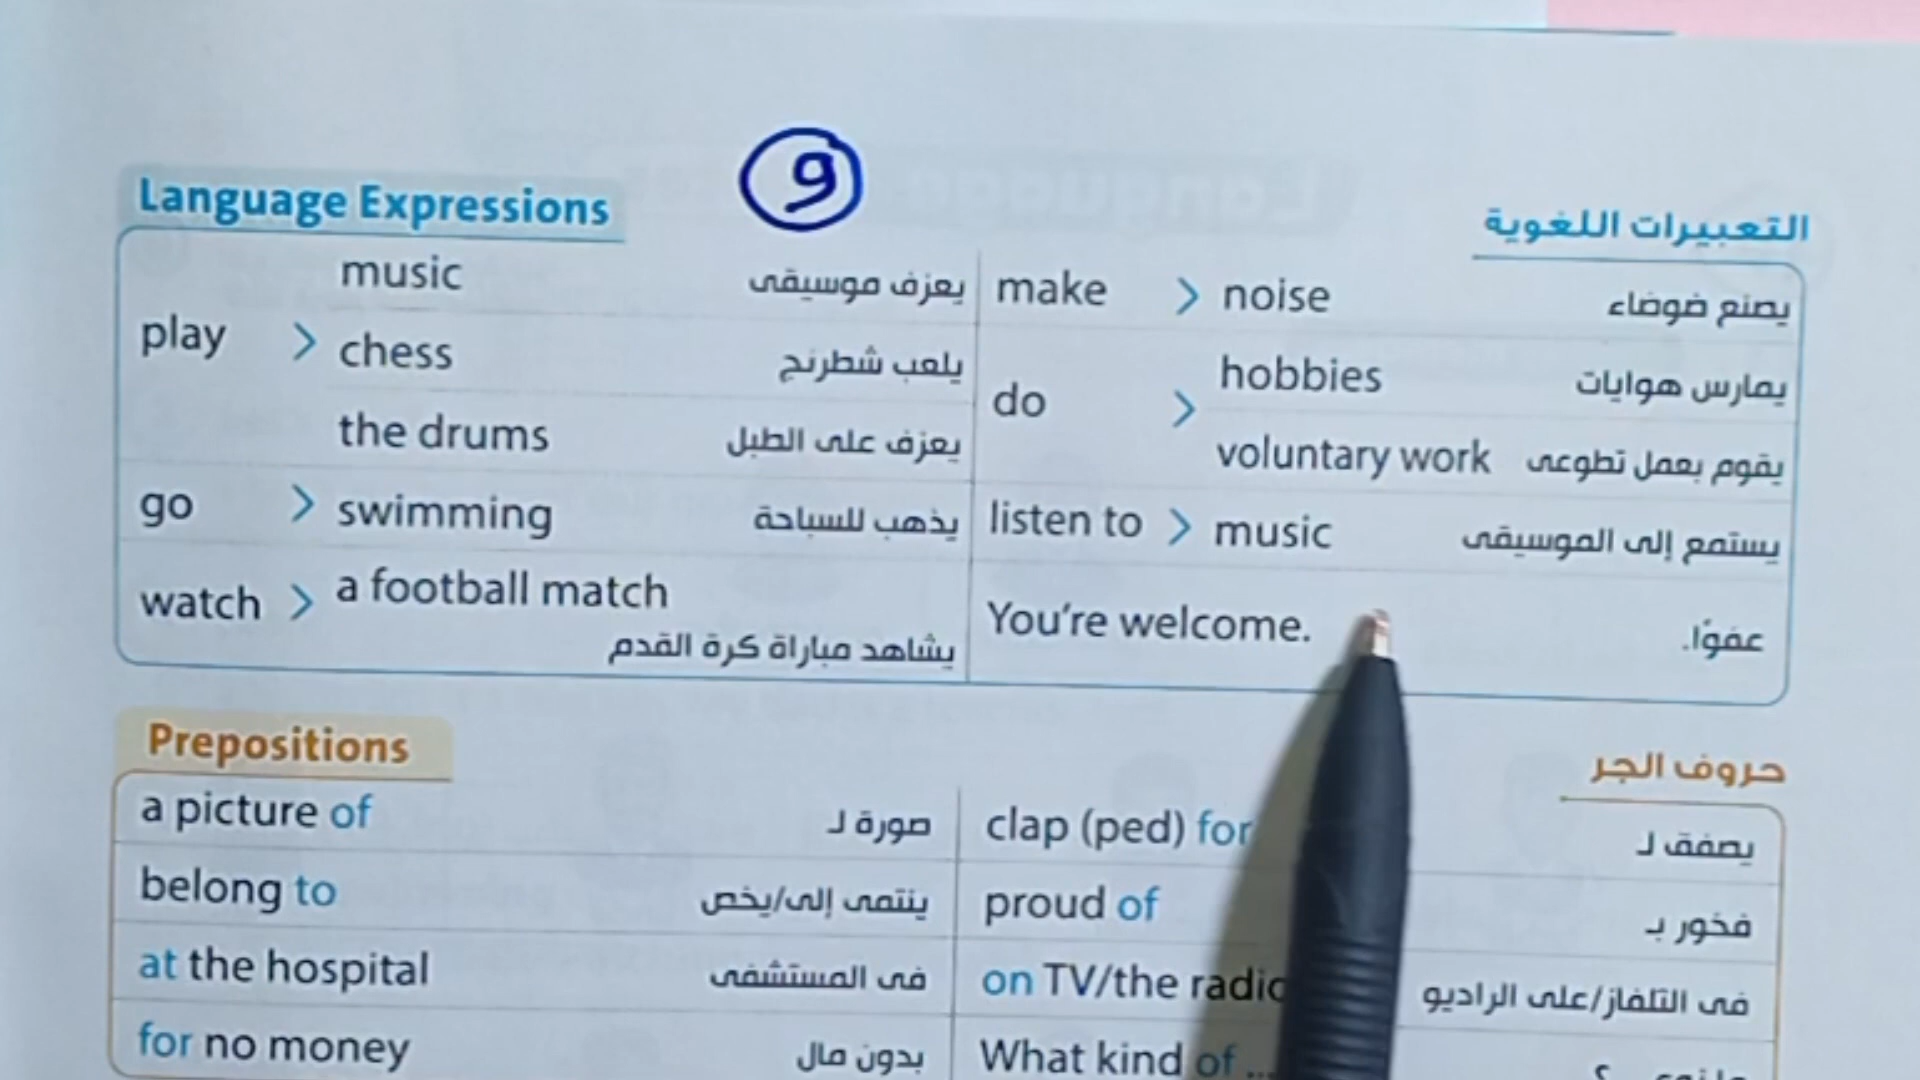 9
Language Expressions
التعبيرات اللغوية
play > music يعزف موسيقى
chess يلعب شطرنج
the drums يعزف على الطبل
go > swimming يذهب للسباحة
watch > a football match
يشاهد مباراة كرة القدم
make > noise يصنع ضوضاء
do > hobbies يمارس هوايات
voluntary work يقوم بعمل تطوعى
listen to > music يستمع إلى الموسيقى
You're welcome. عفوًا.
Prepositions
حروف الجر
a picture of صورة لـ
belong to ينتمى إلى/يخص
at the hospital فى المستشفى
for no money بدون مال
clap (ped) for يصفق لـ
proud of فخور بـ
on TV/the radio فى التلفاز/على الراديو
What kind of ...